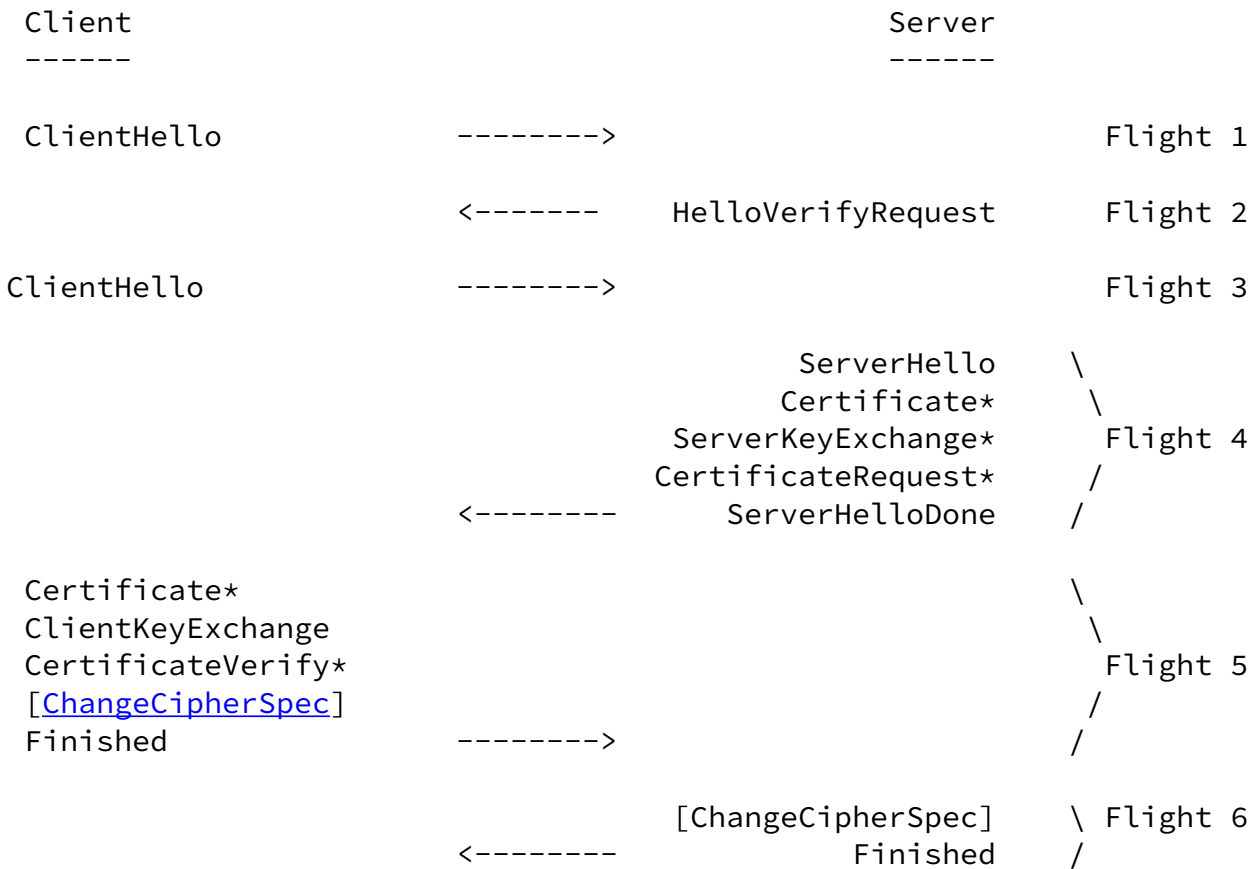 Client Server
------ ------
ClientHello --------> Flight 1
<------- HelloVerifyRequest Flight 2
ClientHello --------> Flight 3
ServerHello \
Certificate* \
ServerKeyExchange* Flight 4
CertificateRequest* /
<-------- ServerHelloDone /
Certificate* \
ClientKeyExchange \
CertificateVerify* Flight 5
[ChangeCipherSpec] /
Finished --------> /
[ChangeCipherSpec] \ Flight 6
<-------- Finished /